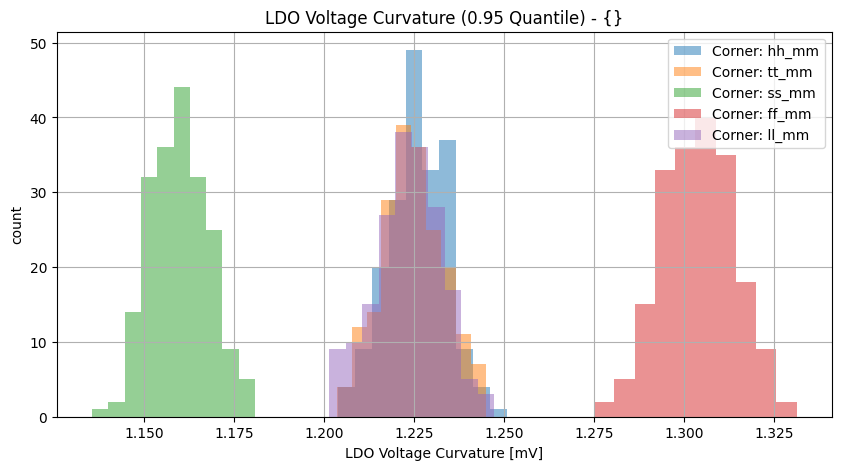 LDO Voltage Curvature (0.95 Quantile) - {}
Corner: hh_mm
Corner: tt_mm
Corner: ss_mm
Corner: ff_mm
Corner: ll_mm
count
50
40
30
20
10
0
1.150
1.175
1.200
1.225
1.250
1.275
1.300
1.325
LDO Voltage Curvature [mV]